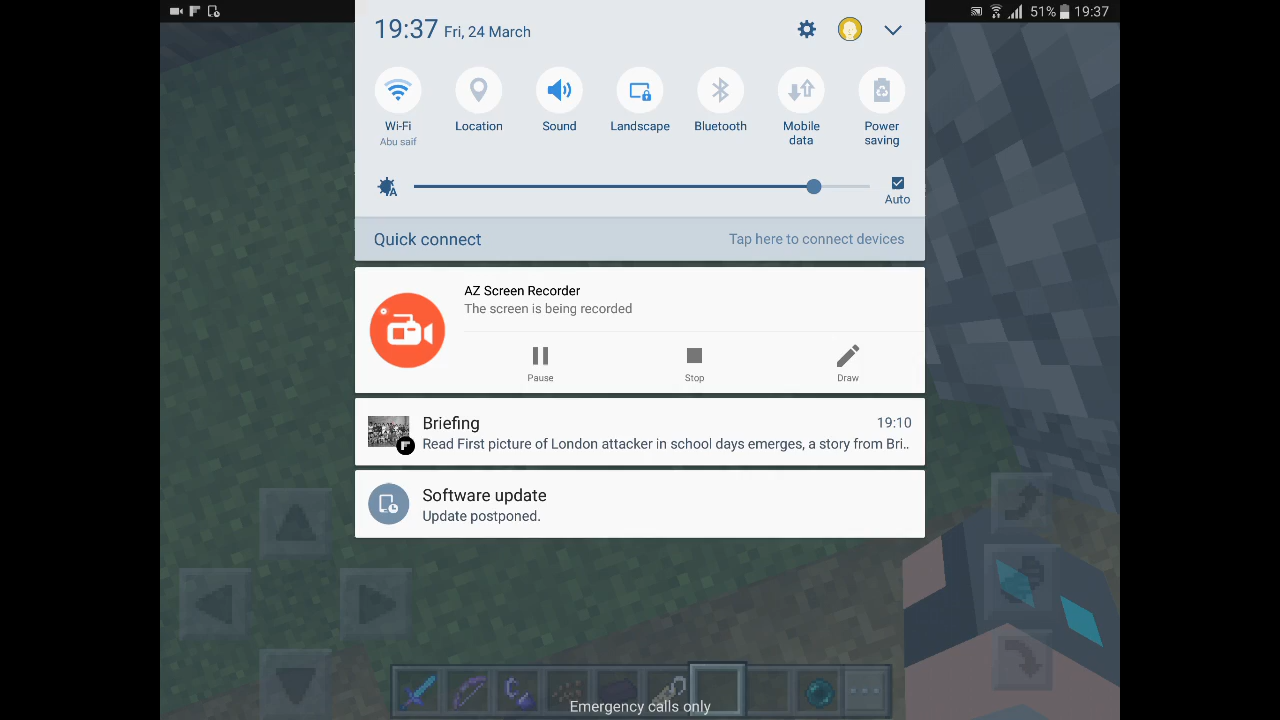 51% 19:37
19:37 Fri, 24 March
Wi-Fi Location Sound Landscape Bluetooth Mobile data Power saving
Abu saif
A Auto
Quick connect Tap here to connect devices
AZ Screen Recorder
The screen is being recorded
Pause Stop Draw
Briefing 19:10
Read First picture of London attacker in school days emerges, a story from Bri..
Software update
Update postponed.
Emergency calls only